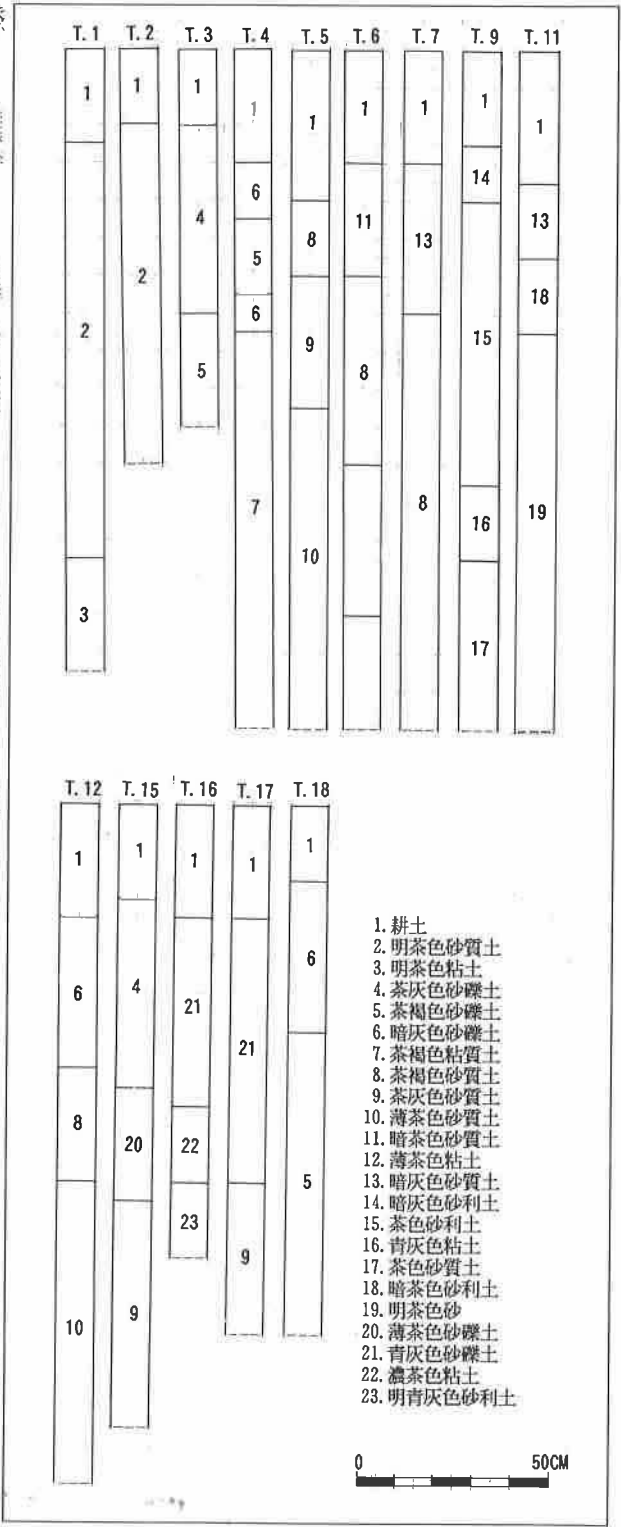 T. 1 T. 2 T. 3 T. 4 T. 5 T. 6 T. 7 T. 9 T. 11
1 2 3
1 2
1 4 5
1 6 5 6 7
1 8 9 10
1 11 8
1 13 8
1 14 15 16 17
1 13 18 19
T. 12 T. 15 T. 16 T. 17 T. 18
1 6 8 10
1 4 20 9
1 21 22 23
1 21 9
1 6 5
1. 耕土
2. 明茶色砂質土
3. 明茶色粘土
4. 茶灰色砂礫土
5. 茶褐色砂礫土
6. 暗灰色砂礫土
7. 茶褐色粘質土
8. 茶褐色砂質土
9. 茶灰色砂質土
10. 薄茶色砂質土
11. 暗茶色砂質土
12. 薄茶色粘土
13. 暗灰色砂質土
14. 暗灰色砂利土
15. 茶色砂利土
16. 青灰色粘土
17. 茶色砂質土
18. 暗茶色砂利土
19. 明茶色砂
20. 薄茶色砂礫土
21. 青灰色砂礫土
22. 濃茶色粘土
23. 明青灰色砂利土
0 50CM